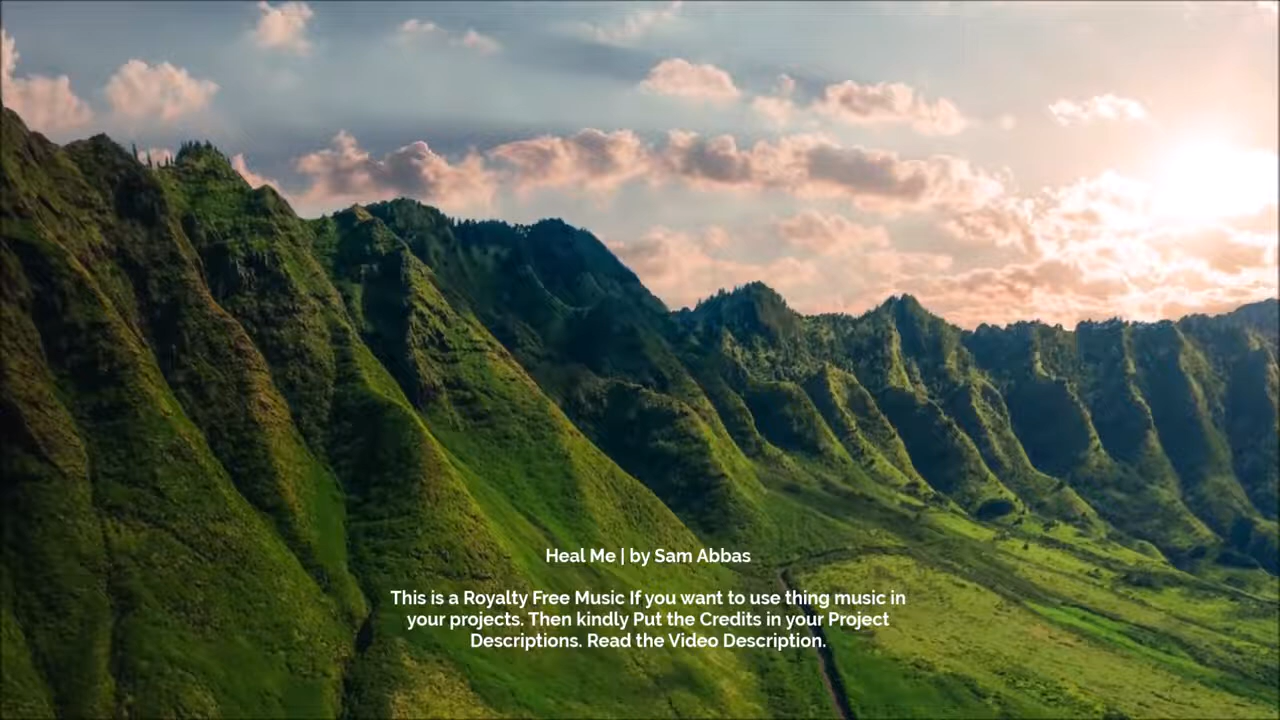 Heal Me | by Sam Abbas
This is a Royalty Free Music If you want to use thing music in
your projects. Then kindly Put the Credits in your Project
Descriptions. Read the Video Description.